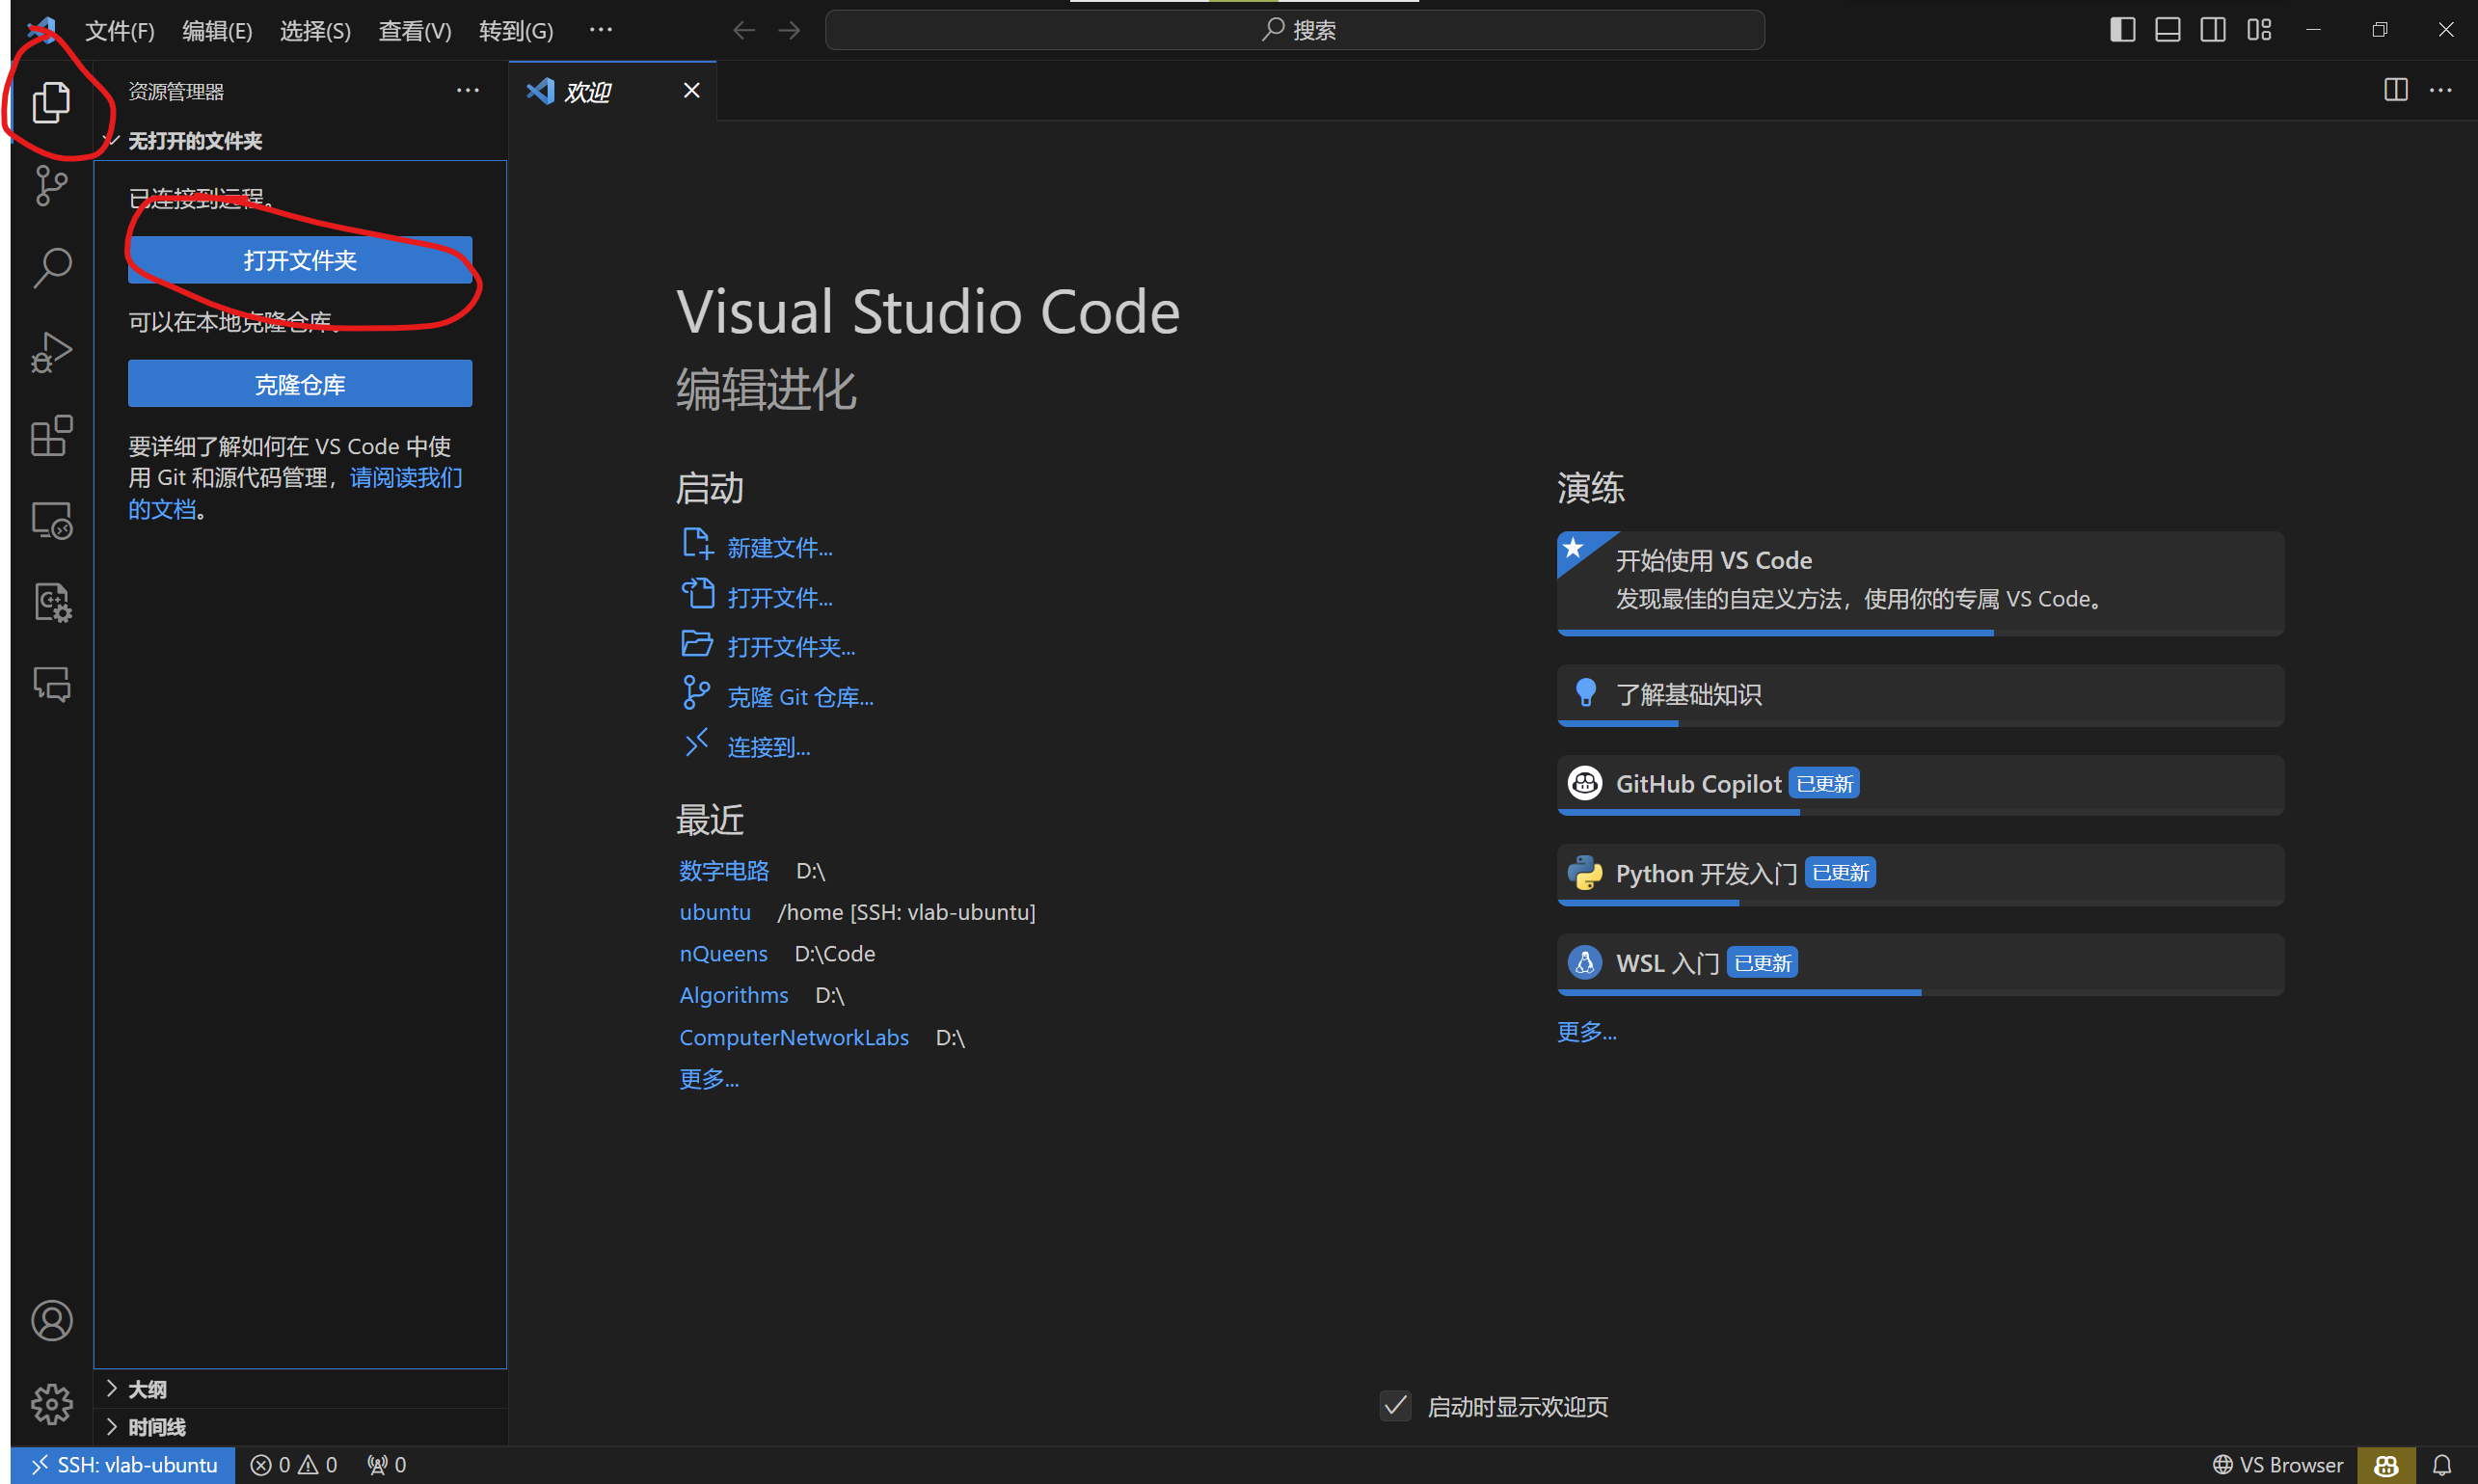 文件(F) 编辑(E) 选择(S) 查看(V) 转到(G) ··· 搜索
资源管理器 ···
欢迎
无打开的文件夹
已连接到远程。
打开文件夹
可以在本地克隆仓库。
克隆仓库
要详细了解如何在 VS Code 中使
用 Git 和源代码管理，请阅读我们
的文档。
大纲
时间线
Visual Studio Code
编辑进化
启动
新建文件...
打开文件...
打开文件夹...
克隆 Git 仓库...
连接到...
最近
数字电路 D:\
ubuntu /home [SSH: vlab-ubuntu]
nQueens D:\Code
Algorithms D:\
ComputerNetworkLabs D:\
更多...
演练
开始使用 VS Code
发现最佳的自定义方法，使用你的专属 VS Code。
了解基础知识
GitHub Copilot 已更新
Python 开发入门 已更新
WSL 入门 已更新
更多...
启动时显示欢迎页
SSH: vlab-ubuntu 0 0 0 VS Browser